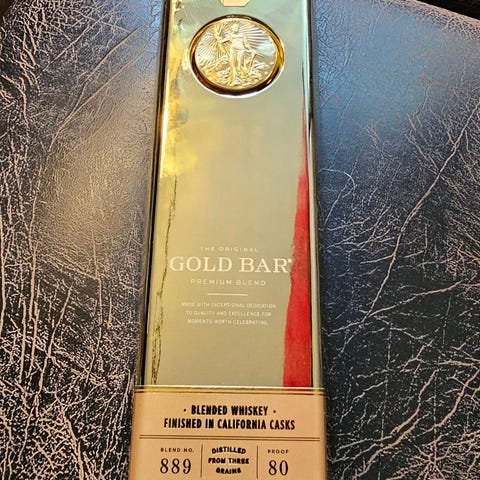 THE ORIGINAL
GOLD BAR®
PREMIUM BLEND
MADE WITH EXCEPTIONAL DEDICATION
TO QUALITY AND EXCELLENCE FOR
MOMENTS WORTH CELEBRATING.
• BLENDED WHISKEY •
FINISHED IN CALIFORNIA CASKS
BLEND NO.
889
DISTILLED
FROM THREE
GRAINS
PROOF
80